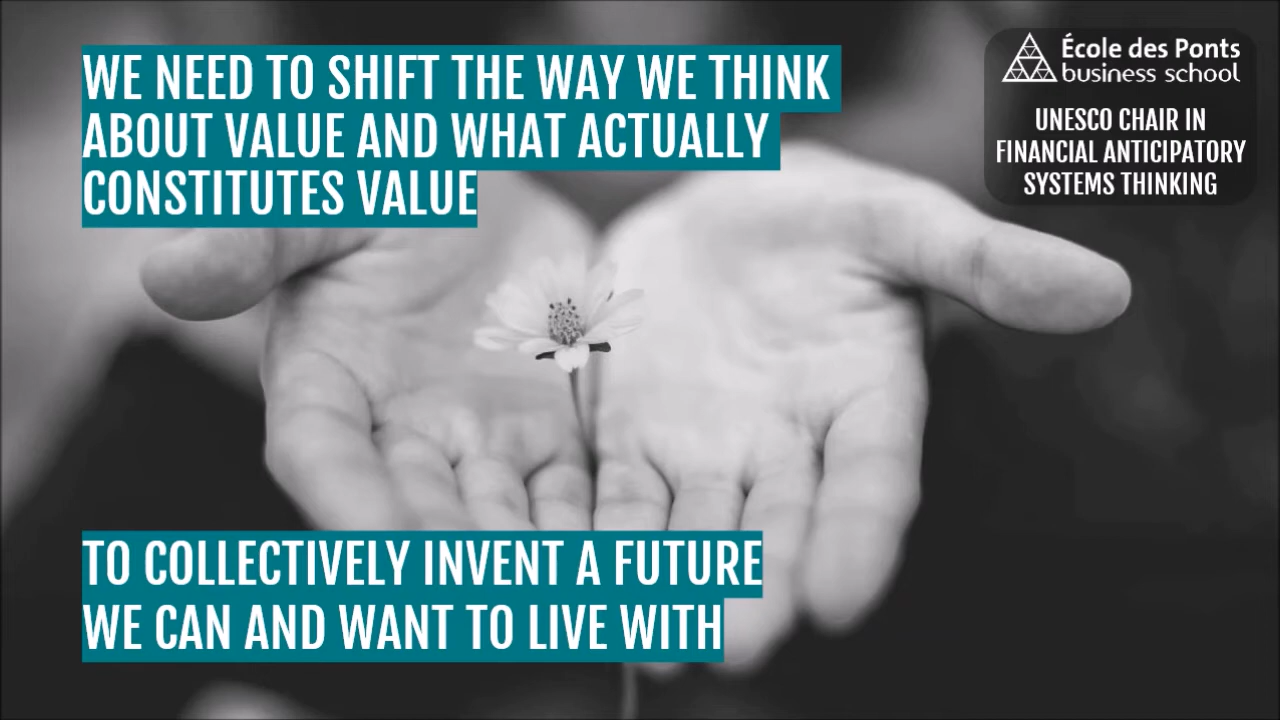 WE NEED TO SHIFT THE WAY WE THINK
ABOUT VALUE AND WHAT ACTUALLY
CONSTITUTES VALUE
École des Ponts
business school
UNESCO CHAIR IN
FINANCIAL ANTICIPATORY
SYSTEMS THINKING
TO COLLECTIVELY INVENT A FUTURE
WE CAN AND WANT TO LIVE WITH